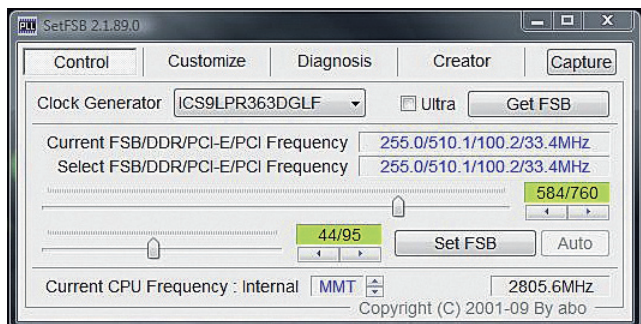 PLL SetFSB 2.1.89.0
Control Customize Diagnosis Creator Capture
Clock Generator ICS9LPR363DGLF Ultra Get FSB
Current FSB/DDR/PCI-E/PCI Frequency 255.0/510.1/100.2/33.4MHz
Select FSB/DDR/PCI-E/PCI Frequency 255.0/510.1/100.2/33.4MHz
584/760
44/95 Set FSB Auto
Current CPU Frequency : Internal MMT 2805.6MHz
Copyright (C) 2001-09 By abo